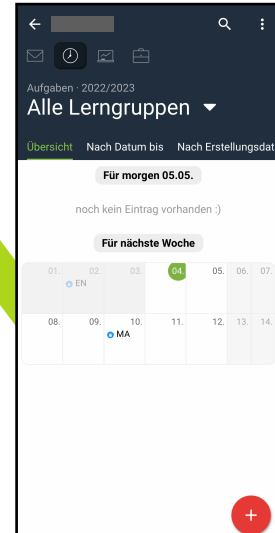 Aufgaben · 2022/2023
Alle Lerngruppen
Übersicht Nach Datum bis Nach Erstellungsdat
Für morgen 05.05.
noch kein Eintrag vorhanden :)
Für nächste Woche
01. 02. 03. 04. 05. 06. 07.
EN
08. 09. 10. 11. 12. 13. 14.
MA